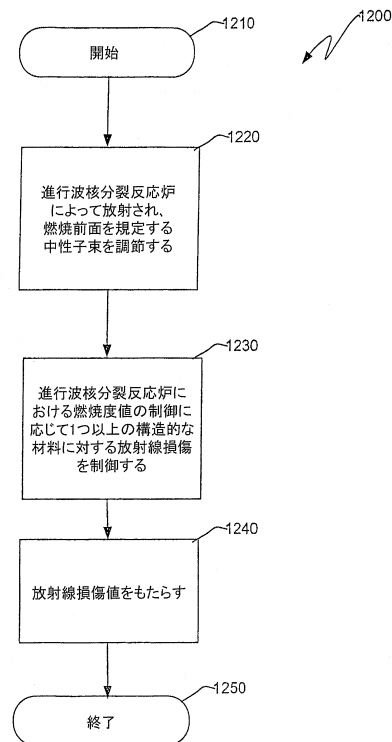 1200
1210
開始
1220
進行波核分裂反応炉
によって放射され、
燃焼前面を規定する
中性子束を調節する
1230
進行波核分裂反応炉に
おける燃焼度値の制御に
応じて1つ以上の構造的な
材料に対する放射線損傷
を制御する
1240
放射線損傷値をもたらす
1250
終了